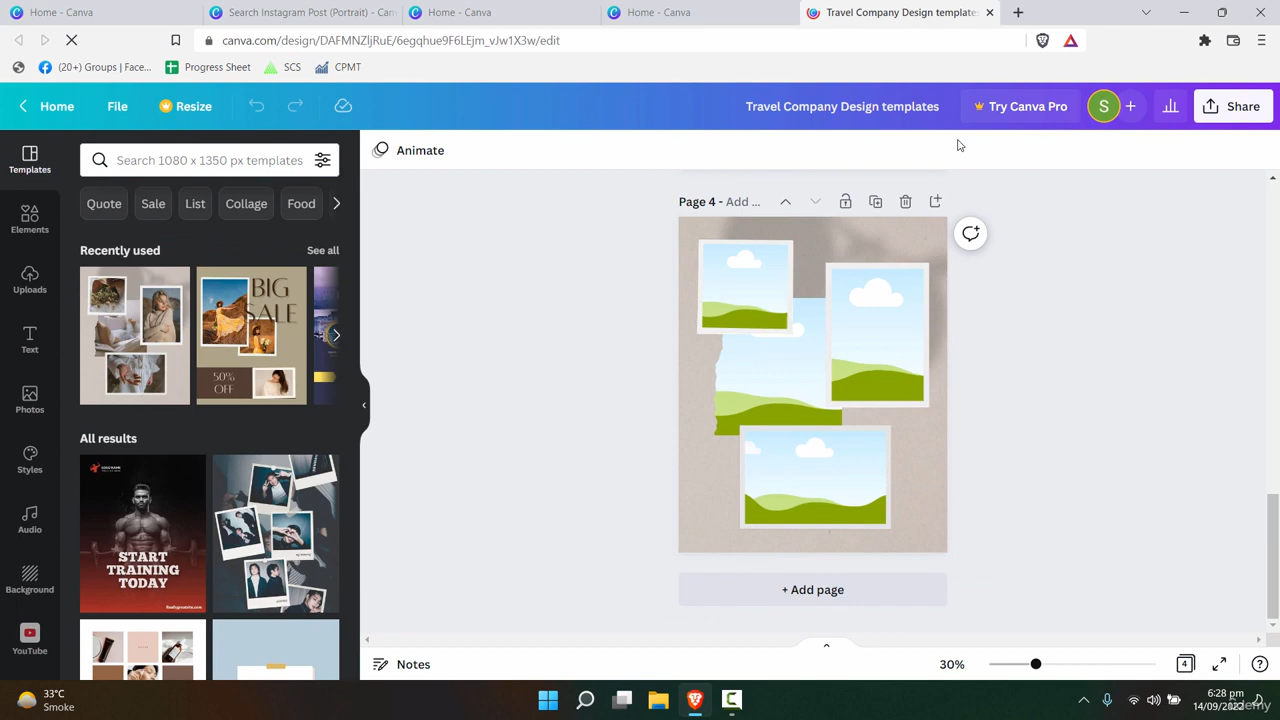 Home - Canva
Search Instagram Post (Portrait) - Can
Home - Canva
Home - Canva
Travel Company Design templates
canva.com/design/DAFMNZljRuE/6egqhue9F6LEjm_vJw1X3w/edit
(20+) Groups | Face...
Progress Sheet
SCS
CPMT
Home
File
Resize
Travel Company Design templates
Try Canva Pro
S
Share
Templates
Search 1080 x 1350 px templates
Animate
Quote
Sale
List
Collage
Food
Page 4 - Add ...
Elements
Recently used
See all
Uploads
BIG
SALE
50%
OFF
Text
Photos
All results
Styles
START
TRAINING
TODAY
Audio
Background
+ Add page
YouTube
Notes
30%
4
33°C
Smoke
6:28 pm
14/09/2022
Udemy